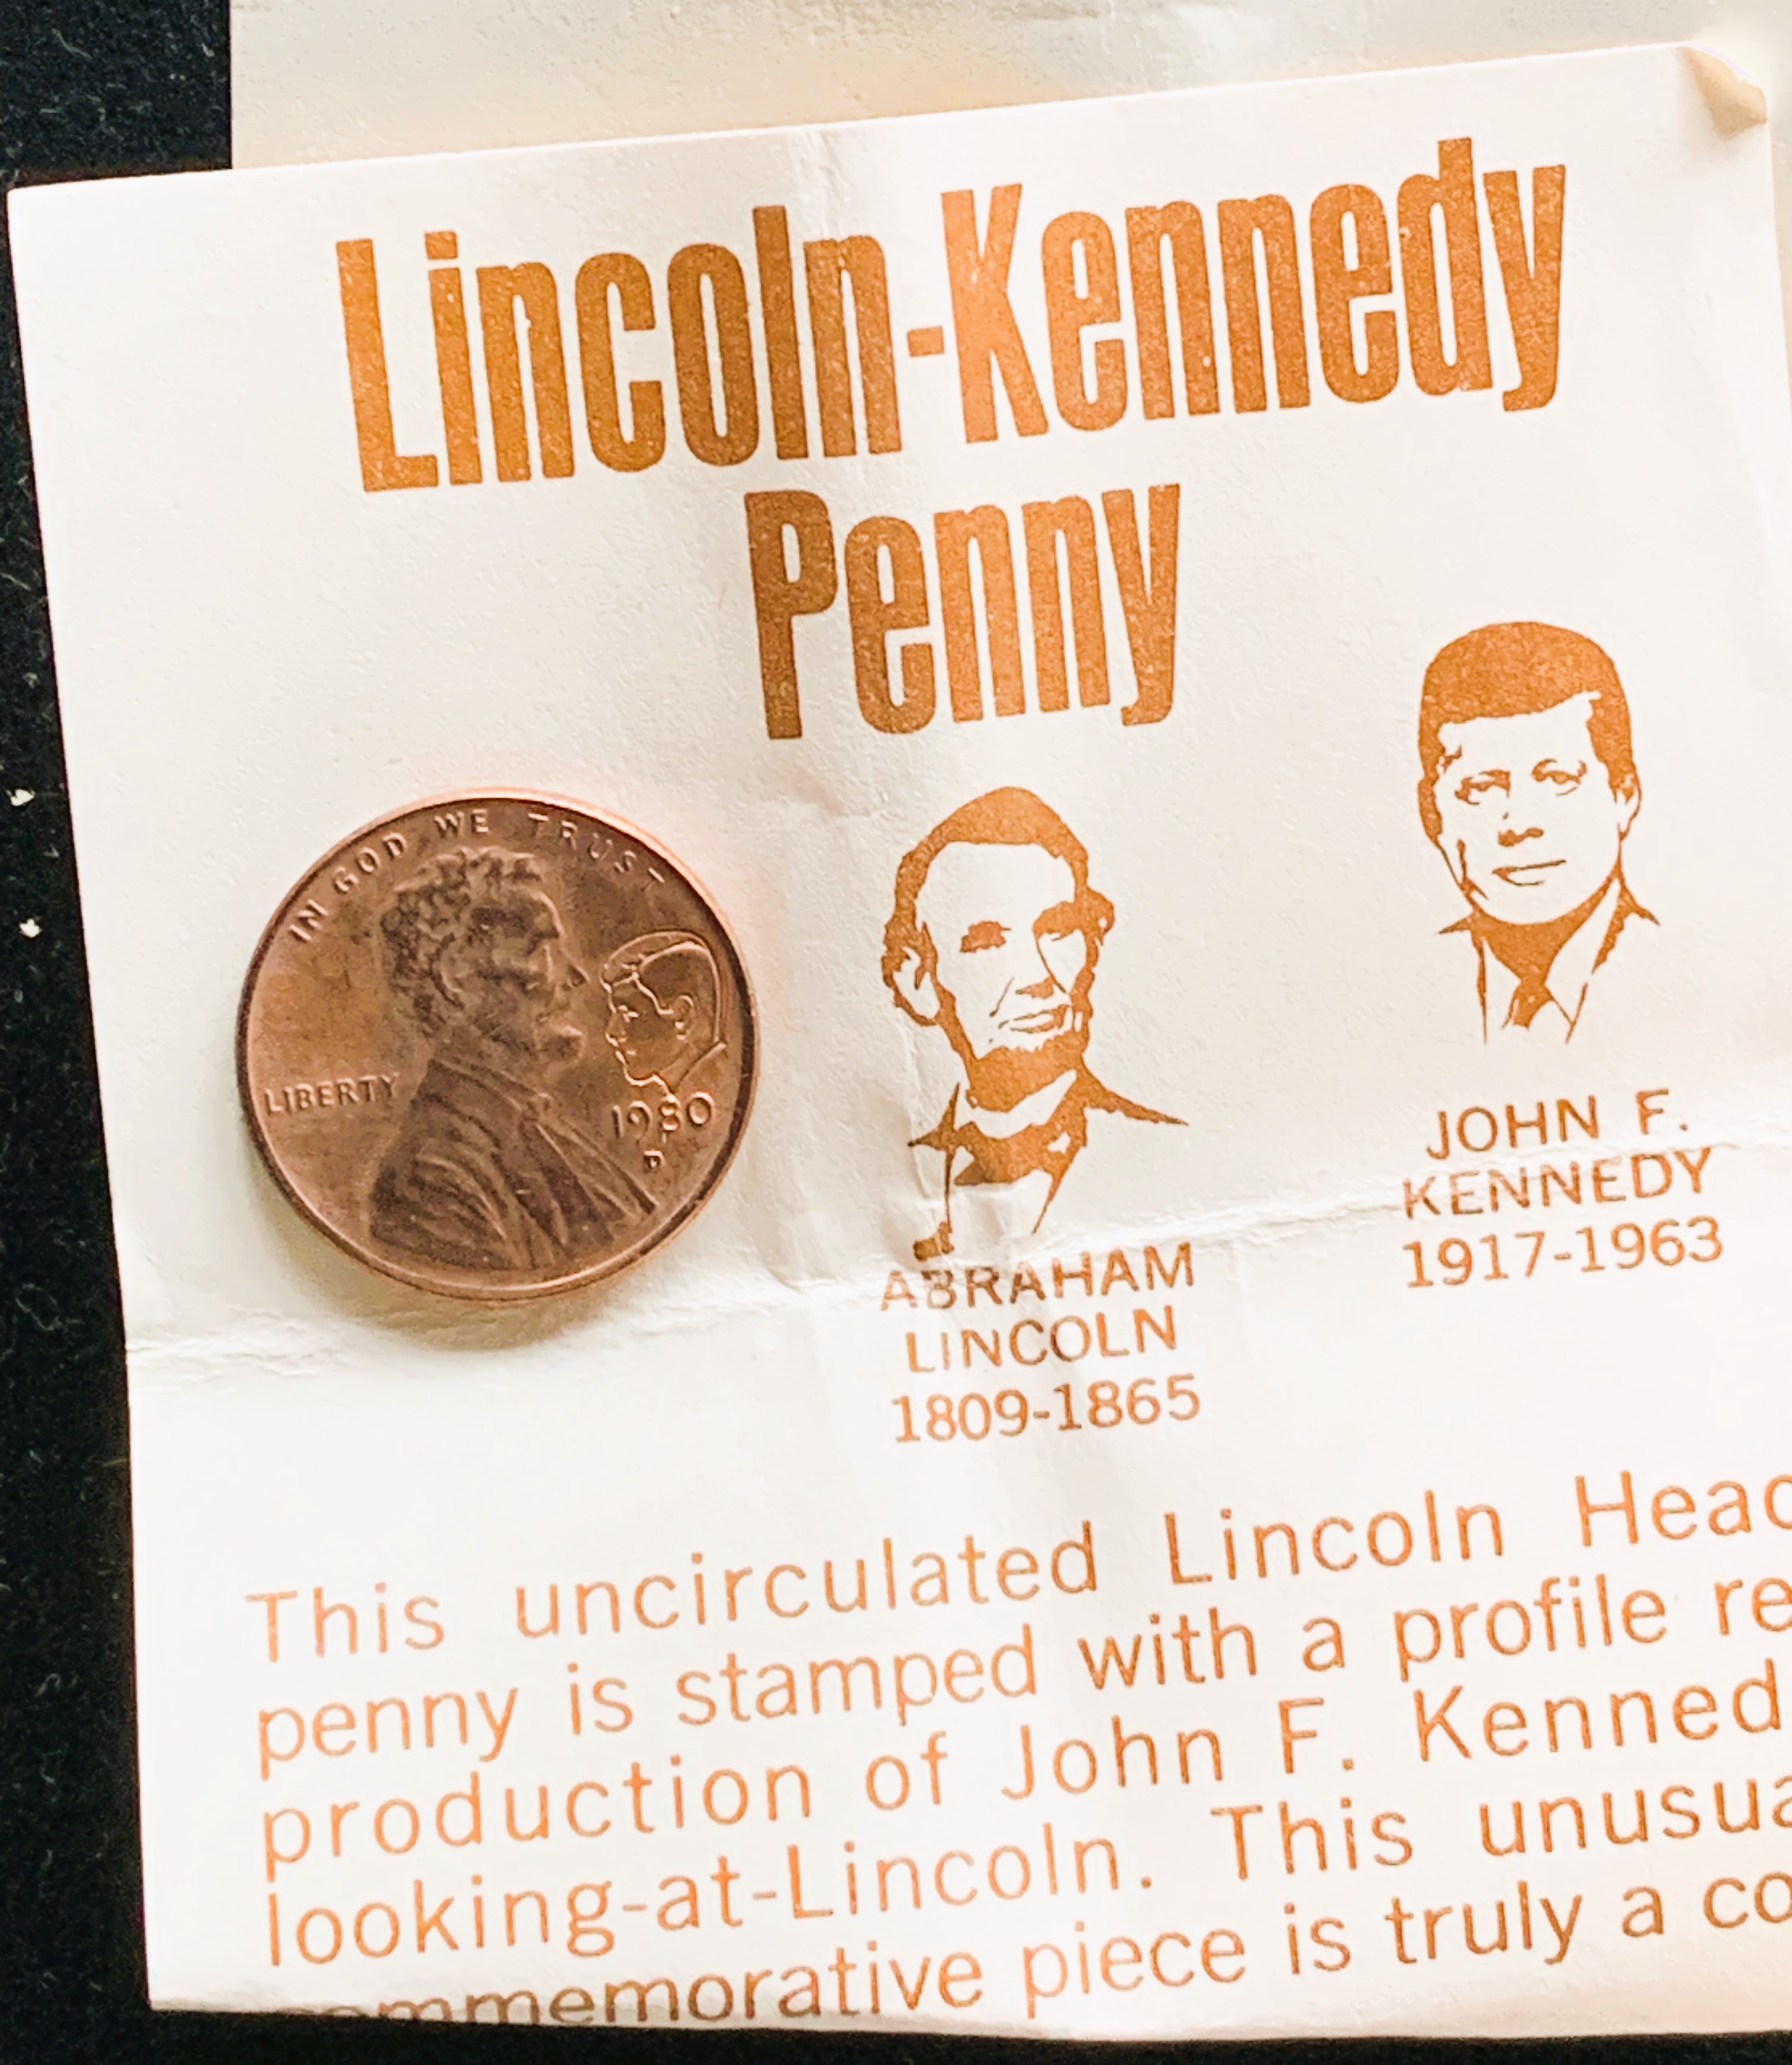 Lincoln-Kennedy
Penny
IN GOD WE TRUST
LIBERTY
1980
D
ABRAHAM
LINCOLN
1809-1865
JOHN F.
KENNEDY
1917-1963
This uncirculated Lincoln Head
penny is stamped with a profile re
production of John F. Kenned
looking-at-Lincoln. This unusua
commemorative piece is truly a co